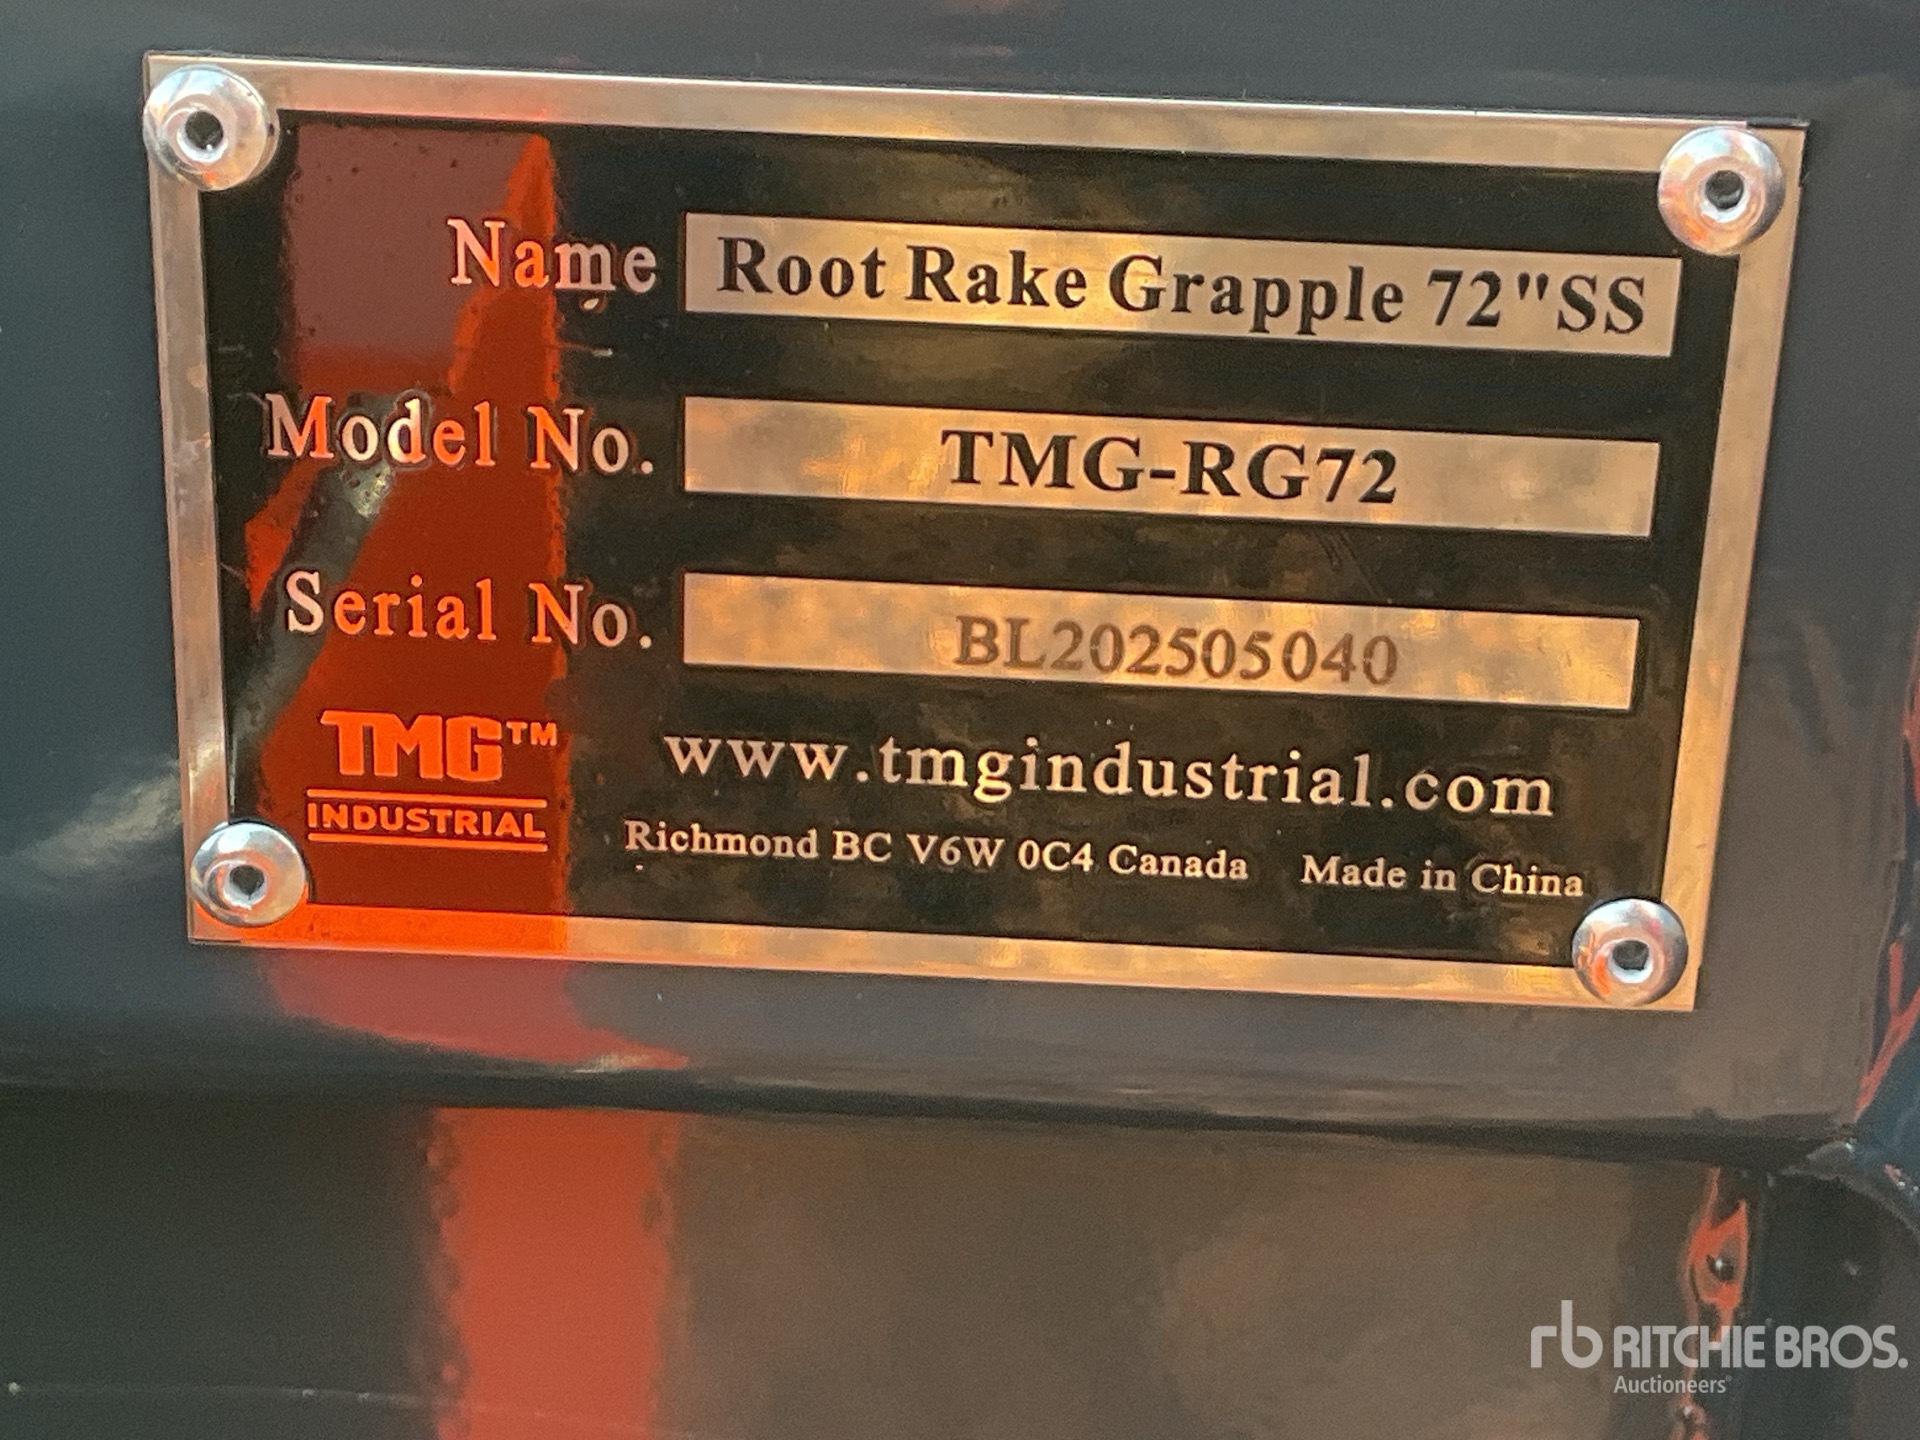 Name Root Rake Grapple 72"SS
Model No. TMG-RG72
Serial No. BL202505040
TMG™
INDUSTRIAL
www.tmgindustrial.com
Richmond BC V6W 0C4 Canada Made in China
rb RITCHIE BROS.
Auctioneers